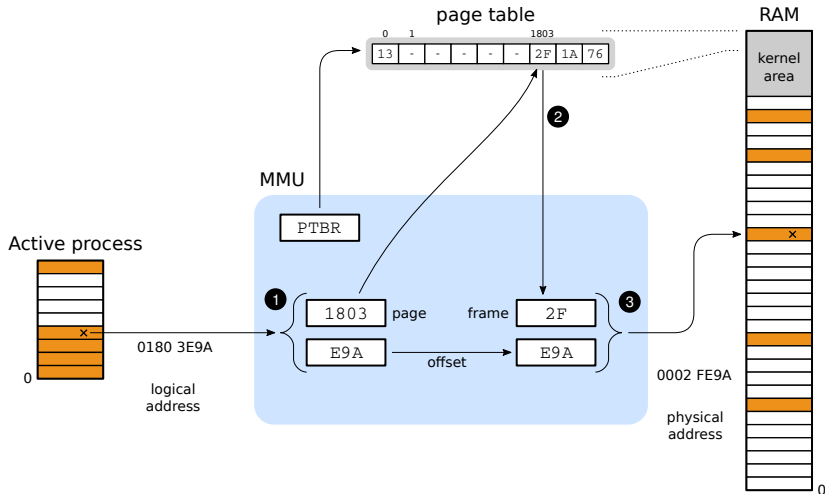 page table
RAM
0 1 1803
13 - - - - - 2F 1A 76
kernel
area
2
MMU
PTBR
Active process
1
1803 page
frame 2F
3
0180 3E9A
E9A
offset
E9A
0
logical
address
0002 FE9A
physical
address
0